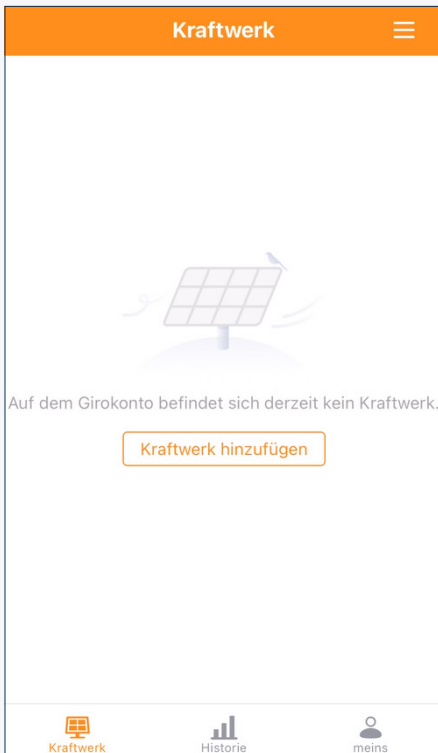 Kraftwerk
Auf dem Girokonto befindet sich derzeit kein Kraftwerk.
Kraftwerk hinzufügen
Kraftwerk
Historie
meins